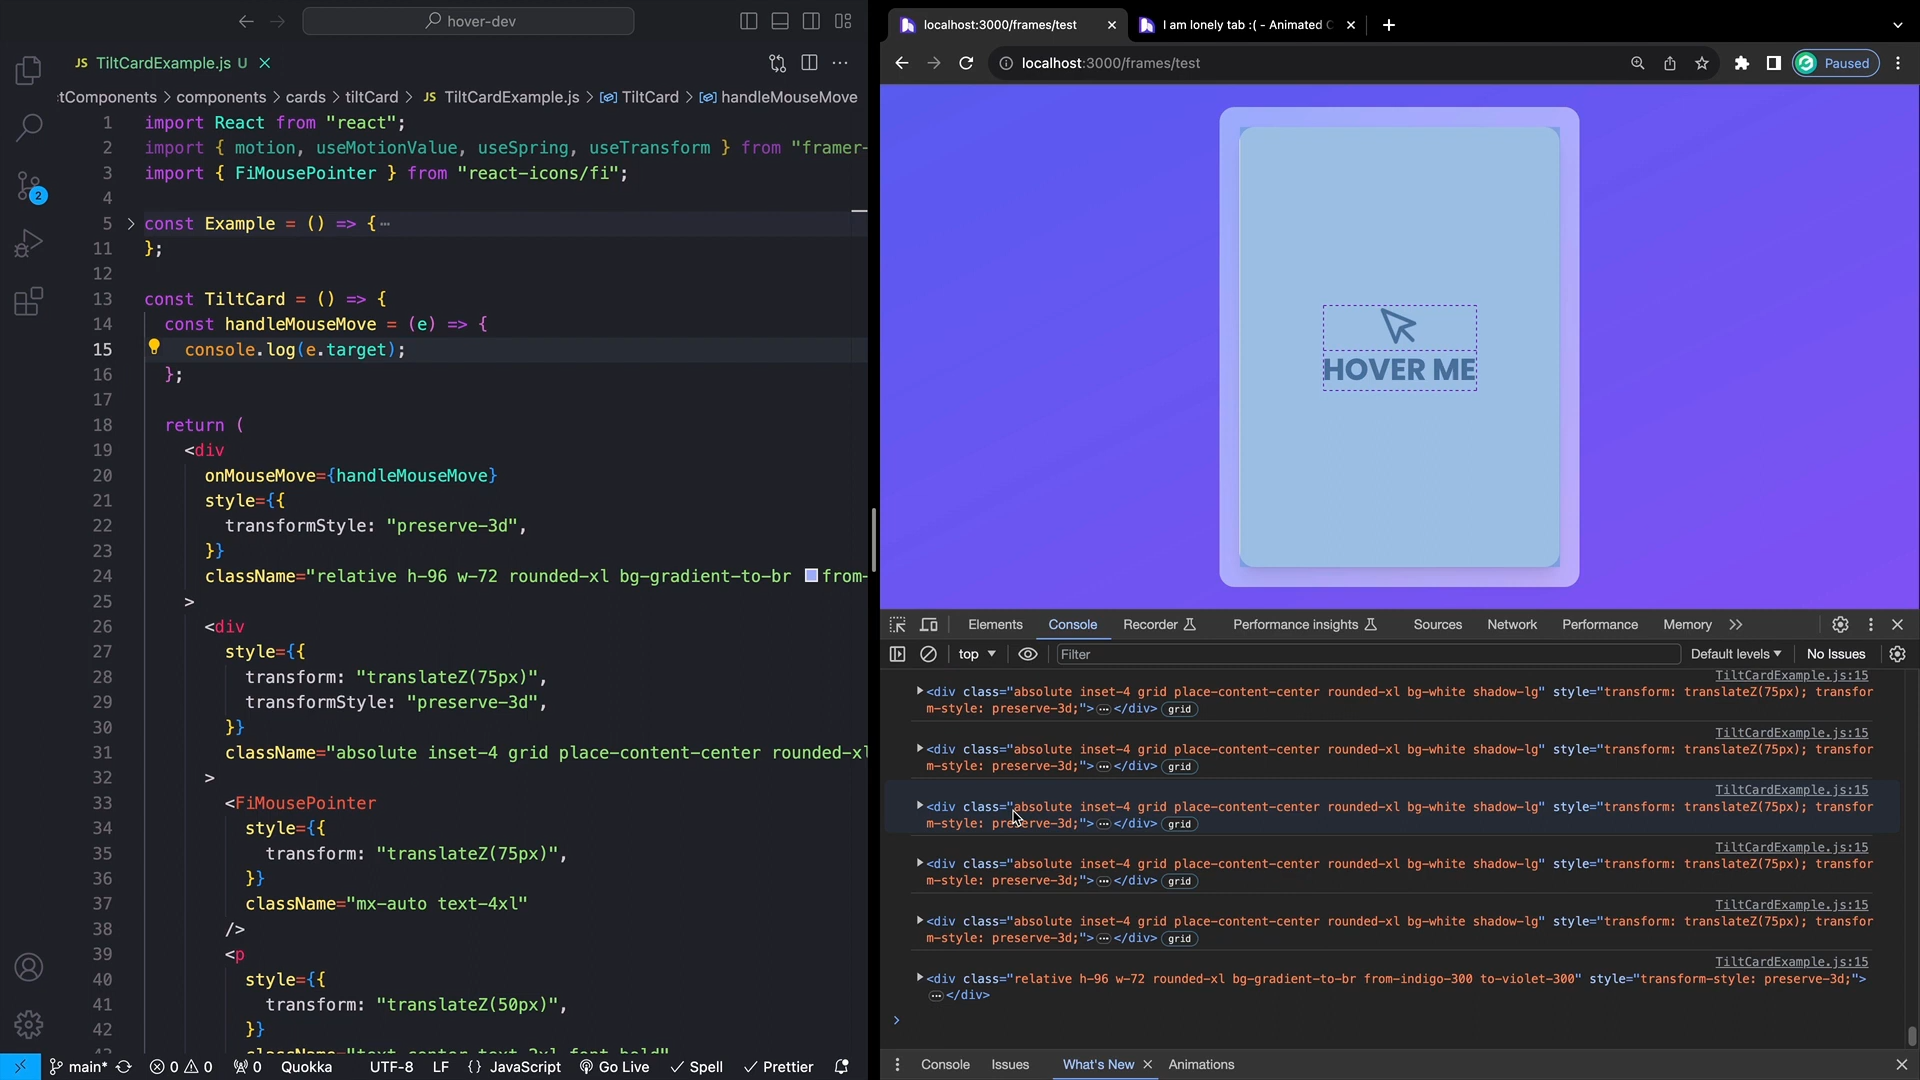 hover-dev
JS TiltCardExample.js U
tComponents > components > cards > tiltCard > JS TiltCardExample.js > TiltCard > handleMouseMove
1 import React from "react";
2 import { motion, useMotionValue, useSpring, useTransform } from "framer-
3 import { FiMousePointer } from "react-icons/fi";
4
5 const Example = () => {…
11 };
12
13 const TiltCard = () => {
14 const handleMouseMove = (e) => {
15 console.log(e.target);
16 };
17
18 return (
19 <div
20 onMouseMove={handleMouseMove}
21 style={{
22 transformStyle: "preserve-3d",
23 }}
24 className="relative h-96 w-72 rounded-xl bg-gradient-to-br from-
25 >
26 <div
27 style={{
28 transform: "translateZ(75px)",
29 transformStyle: "preserve-3d",
30 }}
31 className="absolute inset-4 grid place-content-center rounded-xl
32 >
33 <FiMousePointer
34 style={{
35 transform: "translateZ(75px)",
36 }}
37 className="mx-auto text-4xl"
38 />
39 <p
40 style={{
41 transform: "translateZ(50px)",
42 }}
43 className="text-center text-2xl font-bold"
2
main* 0 0 0 Quokka UTF-8 LF {} JavaScript Go Live Spell Prettier
localhost:3000/frames/test
I am lonely tab :( - Animated C
localhost:3000/frames/test
Paused
HOVER ME
Elements Console Recorder Performance insights Sources Network Performance Memory
top Filter Default levels No Issues
TiltCardExample.js:15
<div class="absolute inset-4 grid place-content-center rounded-xl bg-white shadow-lg" style="transform: translateZ(75px); transfor
m-style: preserve-3d;">…</div> grid
TiltCardExample.js:15
<div class="absolute inset-4 grid place-content-center rounded-xl bg-white shadow-lg" style="transform: translateZ(75px); transfor
m-style: preserve-3d;">…</div> grid
TiltCardExample.js:15
<div class="absolute inset-4 grid place-content-center rounded-xl bg-white shadow-lg" style="transform: translateZ(75px); transfor
m-style: preserve-3d;">…</div> grid
TiltCardExample.js:15
<div class="absolute inset-4 grid place-content-center rounded-xl bg-white shadow-lg" style="transform: translateZ(75px); transfor
m-style: preserve-3d;">…</div> grid
TiltCardExample.js:15
<div class="absolute inset-4 grid place-content-center rounded-xl bg-white shadow-lg" style="transform: translateZ(75px); transfor
m-style: preserve-3d;">…</div> grid
TiltCardExample.js:15
<div class="relative h-96 w-72 rounded-xl bg-gradient-to-br from-indigo-300 to-violet-300" style="transform-style: preserve-3d;">
…</div>
>
Console Issues What's New Animations